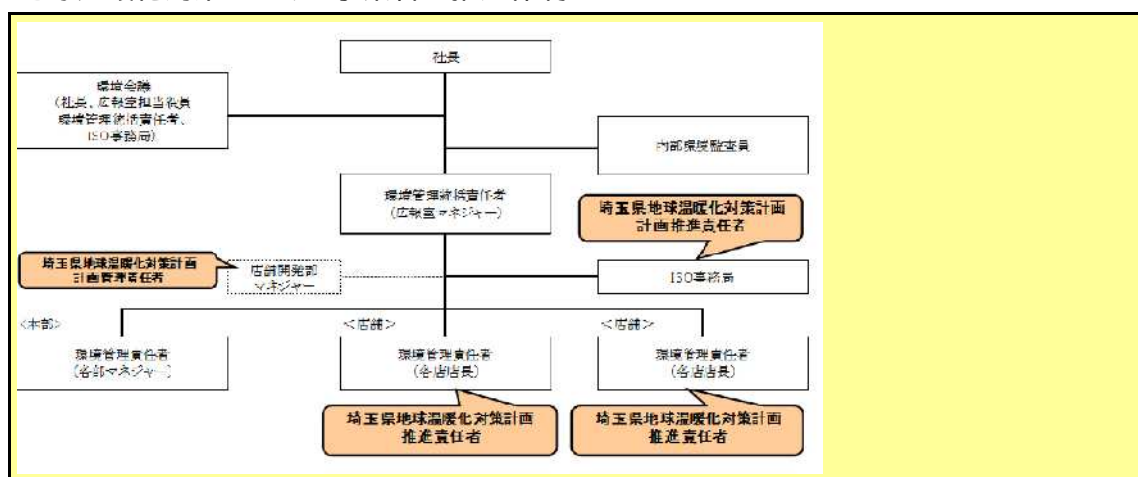 社長
環境会議
(社長、広報室担当役員
環境管理統括責任者、
ISO事務局)
内部環境監査員
環境管理統括責任者
(広報室マネジャー)
埼玉県地球温暖化対策計画
計画推進責任者
埼玉県地球温暖化対策計画
計画管理責任者
店舗開発部
マネジャー
ISO事務局
<本部>
<店舗>
<店舗>
環境管理責任者
(各部マネジャー)
環境管理責任者
(各店店長)
環境管理責任者
(各店店長)
埼玉県地球温暖化対策計画
推進責任者
埼玉県地球温暖化対策計画
推進責任者